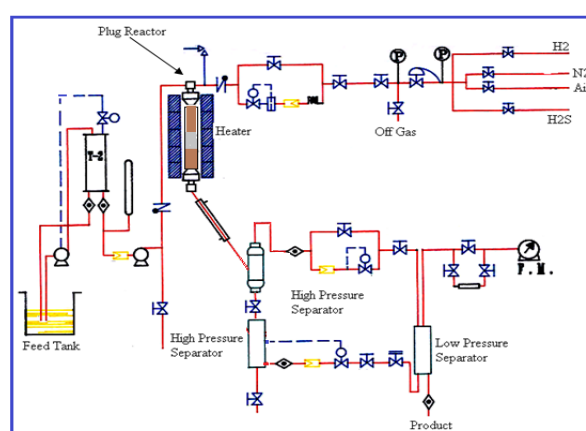 Plug Reactor
H2
N2
Ai
H2S
P
P
Heater
Off Gas
T-2
High Pressure
Separator
F.M.
High Pressure
Separator
Low Pressure
Separator
Feed Tank
Product